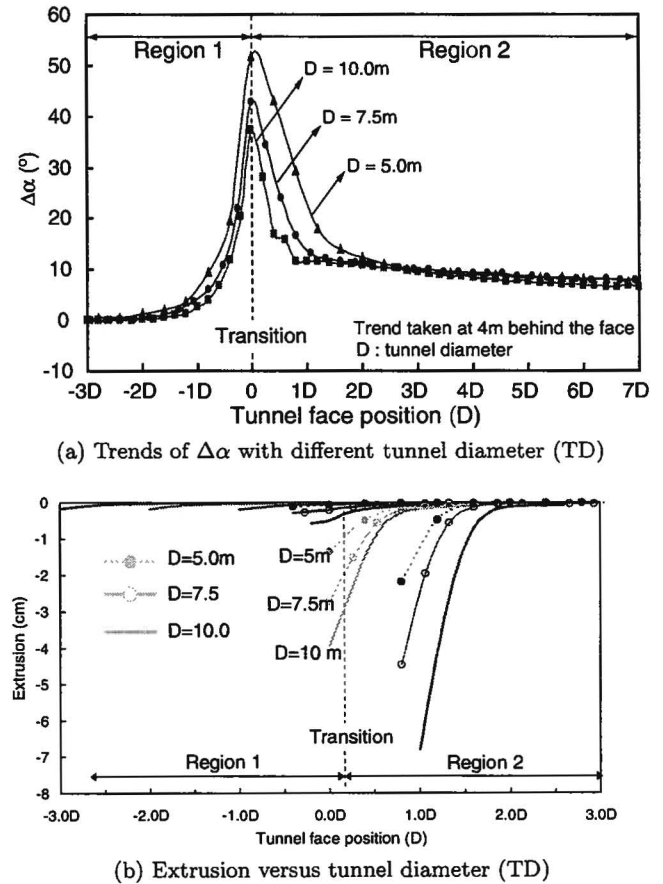 60
50
40
30
20
10
0
-10
Δα (°)
Region 1
Region 2
D = 10.0m
D = 7.5m
D = 5.0m
Transition
Trend taken at 4m behind the face
D : tunnel diameter
-3D -2D -1D 0 1D 2D 3D 4D 5D 6D 7D
Tunnel face position (D)
(a) Trends of Δα with different tunnel diameter (TD)
0
-1
-2
-3
-4
-5
-6
-7
-8
Extrusion (cm)
D=5.0m
D=7.5
D=10.0
D=5m
D=7.5m
D=10 m
Transition
Region 1
Region 2
-3.0D -2.0D -1.0D 0.0D 1.0D 2.0D 3.0D
Tunnel face position (D)
(b) Extrusion versus tunnel diameter (TD)